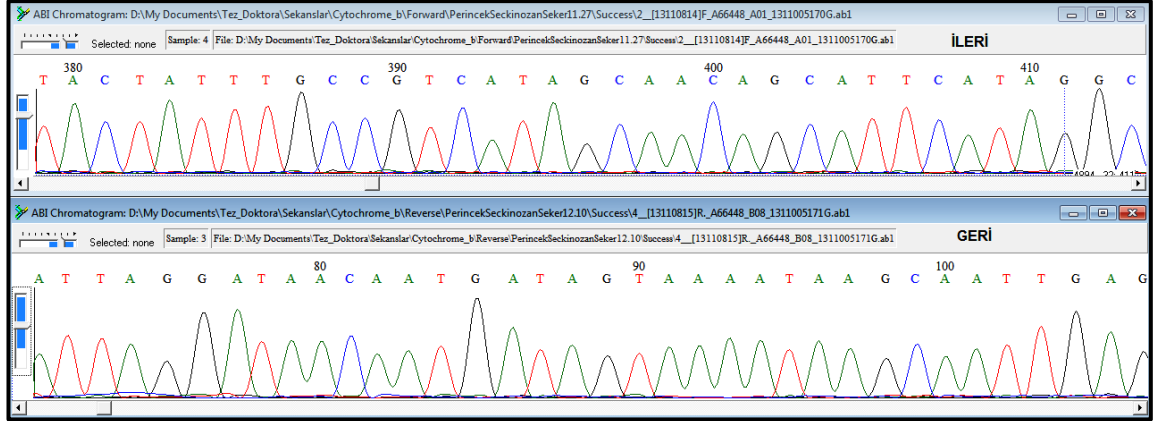 ABI Chromatogram: D:\My Documents\Tez_Doktora\Sekanslar\Cytochrome_b\Forward\PerincekSeckinozanSeker11.27\Success\2__[13110814]F_A66448_A01_1311005170G.ab1
Selected: none Sample: 4 File: D:\My Documents\Tez_Doktora\Sekanslar\Cytochrome_b\Forward\PerincekSeckinozanSeker11.27\Success\2__[13110814]F_A66448_A01_1311005170G.ab1 İLERİ
380 390 400 410
T A C T A T T T G C C G T C A T A G C A A C A G C A T T C A T A G G C
ABI Chromatogram: D:\My Documents\Tez_Doktora\Sekanslar\Cytochrome_b\Reverse\PerincekSeckinozanSeker12.10\Success\4__[13110815]R._A66448_B08_1311005171G.ab1
Selected: none Sample: 3 File: D:\My Documents\Tez_Doktora\Sekanslar\Cytochrome_b\Reverse\PerincekSeckinozanSeker12.10\Success\4__[13110815]R._A66448_B08_1311005171G.ab1 GERİ
80 90 100
A T T A G G A T A A C A A T G A T A G T A A A A T A A G C A A T T G A G